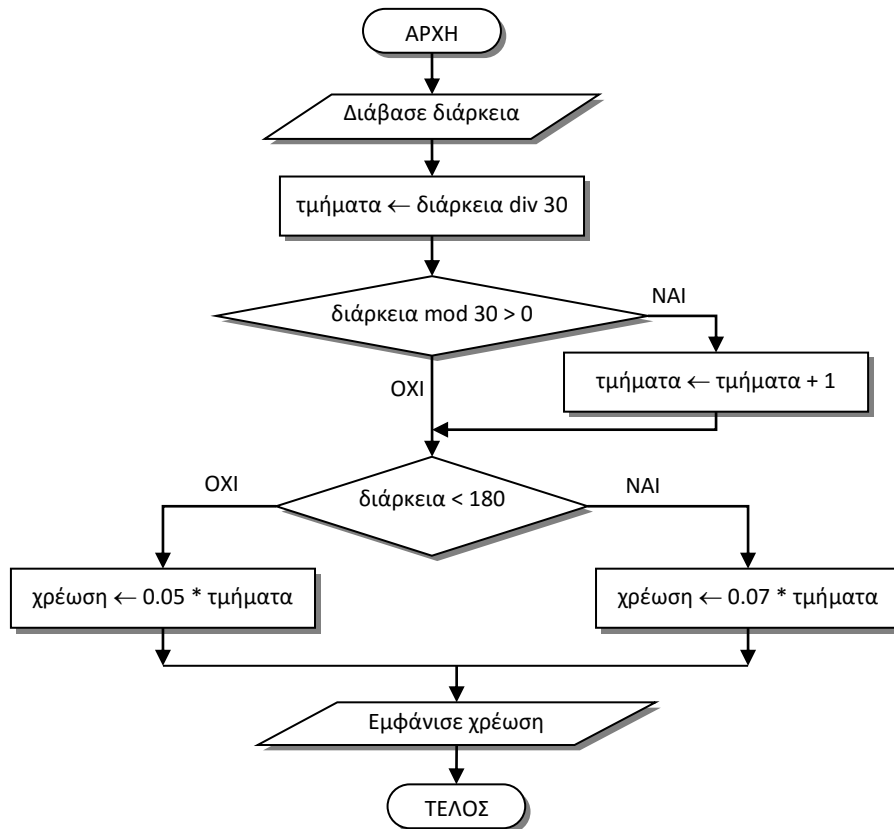 ΑΡΧΗ
Διάβασε διάρκεια
τμήματα ← διάρκεια div 30
διάρκεια mod 30 > 0
ΝΑΙ
τμήματα ← τμήματα + 1
ΟΧΙ
διάρκεια < 180
ΟΧΙ
ΝΑΙ
χρέωση ← 0.05 * τμήματα
χρέωση ← 0.07 * τμήματα
Εμφάνισε χρέωση
ΤΕΛΟΣ